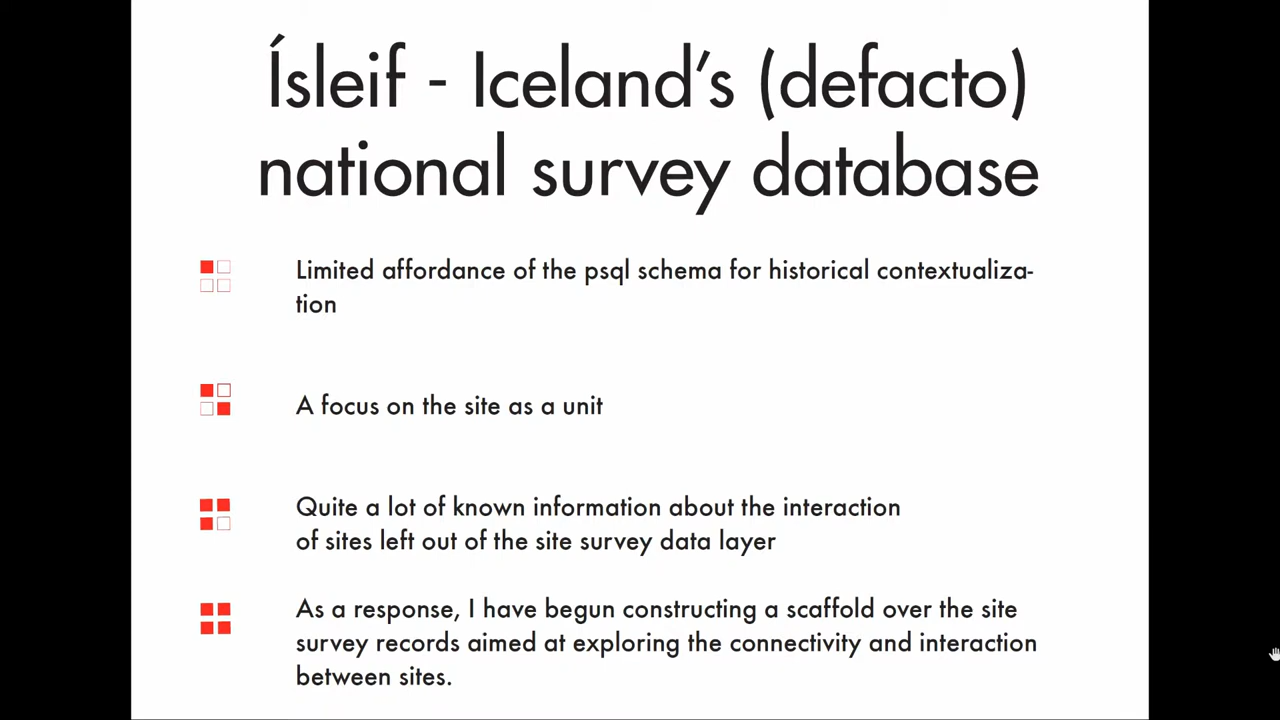 Ísleif - Iceland's (defacto)
national survey database
Limited affordance of the psql schema for historical contextualiza-
tion
A focus on the site as a unit
Quite a lot of known information about the interaction
of sites left out of the site survey data layer
As a response, I have begun constructing a scaffold over the site
survey records aimed at exploring the connectivity and interaction
between sites.